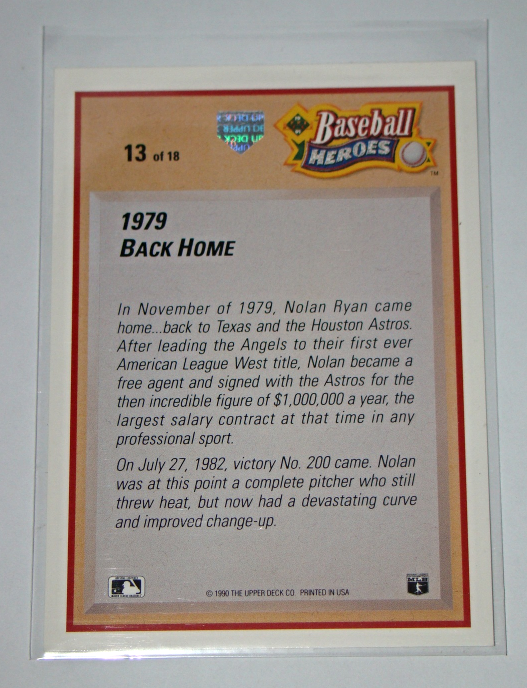 13 of 18
Baseball
HEROES
TM
1979
BACK HOME
In November of 1979, Nolan Ryan came
home...back to Texas and the Houston Astros.
After leading the Angels to their first ever
American League West title, Nolan became a
free agent and signed with the Astros for the
then incredible figure of $1,000,000 a year, the
largest salary contract at that time in any
professional sport.
On July 27, 1982, victory No. 200 came. Nolan
was at this point a complete pitcher who still
threw heat, but now had a devastating curve
and improved change-up.
© 1990 THE UPPER DECK CO. PRINTED IN USA